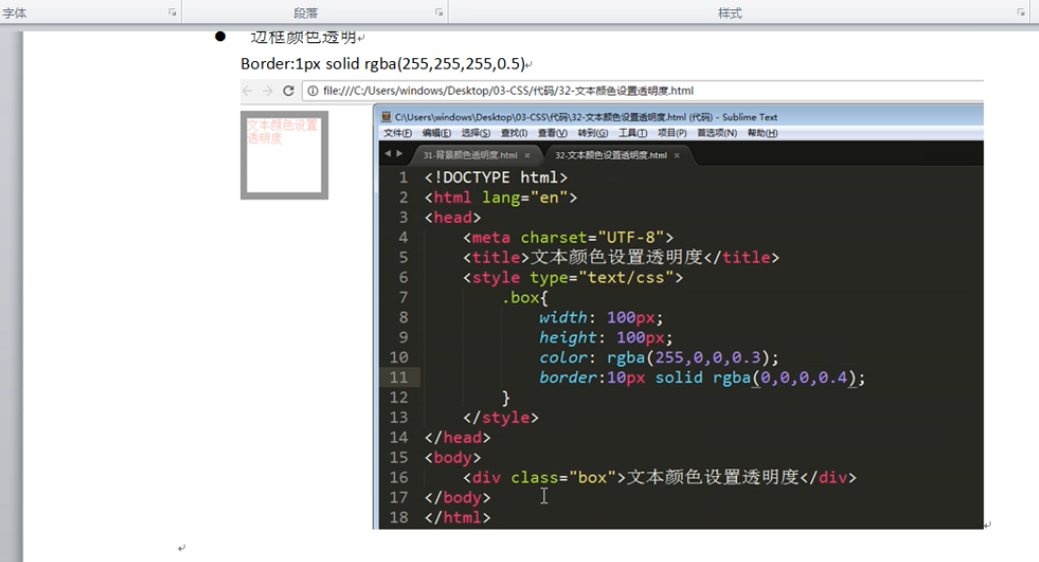 字体 段落 样式
● 边框颜色透明
Border:1px solid rgba(255,255,255,0.5)
file:///C:/Users/windows/Desktop/03-CSS/代码/32-文本颜色设置透明度.html
文本颜色设置
透明度
C:\Users\windows\Desktop\03-CSS\代码\32-文本颜色设置透明度.html (代码) - Sublime Text
文件(F) 编辑(E) 选择(S) 查找(I) 查看(V) 转到(G) 工具(T) 项目(P) 首选项(N) 帮助(H)
31-背景颜色透明度.html × 32-文本颜色设置透明度.html ×
1 <!DOCTYPE html>
2 <html lang="en">
3 <head>
4 <meta charset="UTF-8">
5 <title>文本颜色设置透明度</title>
6 <style type="text/css">
7 .box{
8 width: 100px;
9 height: 100px;
10 color: rgba(255,0,0,0.3);
11 border:10px solid rgba(0,0,0,0.4);
12 }
13 </style>
14 </head>
15 <body>
16 <div class="box">文本颜色设置透明度</div>
17 </body>
18 </html>